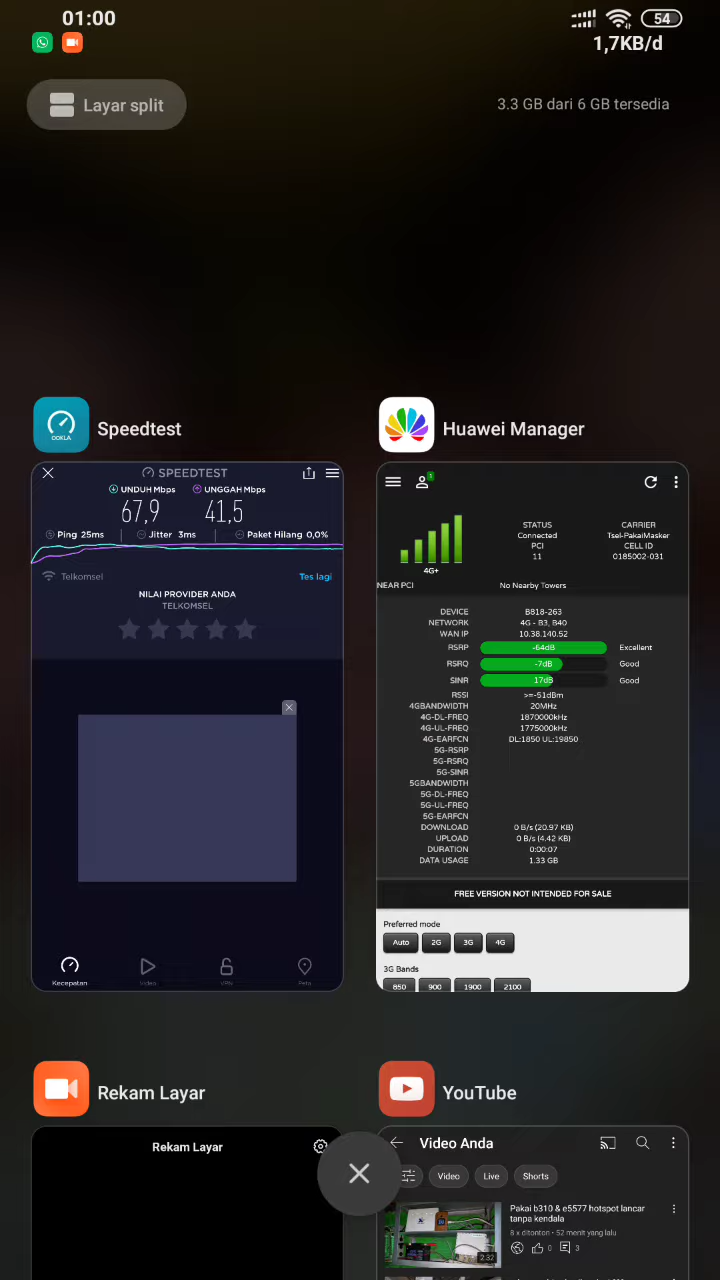 01:00
54
1,7KB/d
Layar split
3.3 GB dari 6 GB tersedia
Speedtest
OOKLA
SPEEDTEST
UNDUH Mbps
UNGGAH Mbps
67,9
41,5
Ping 25ms
Jitter 3ms
Paket Hilang 0,0%
Telkomsel
Tes lagi
NILAI PROVIDER ANDA
TELKOMSEL
Kecepatan
Video
VPN
Peta
Huawei Manager
1
4G+
STATUS
Connected
PCI
11
CARRIER
Tsel-PakaiMasker
CELL ID
0185002-031
NEAR PCI No Nearby Towers
DEVICE B818-263
NETWORK 4G - B3, B40
WAN IP 10.38.140.52
RSRP -64dB Excellent
RSRQ -7dB Good
SINR 17dB Good
RSSI >=-51dBm
4GBANDWIDTH 20MHz
4G-DL-FREQ 1870000kHz
4G-UL-FREQ 1775000kHz
4G-EARFCN DL:1850 UL:19850
5G-RSRP
5G-RSRQ
5G-SINR
5GBANDWIDTH
5G-DL-FREQ
5G-UL-FREQ
5G-EARFCN
DOWNLOAD 0 B/s (20.97 KB)
UPLOAD 0 B/s (4.42 KB)
DURATION 0:00:07
DATA USAGE 1.33 GB
FREE VERSION NOT INTENDED FOR SALE
Preferred mode
Auto 2G 3G 4G
3G Bands
850 900 1900 2100
Rekam Layar
Rekam Layar
YouTube
Video Anda
Video Live Shorts
Pakai b310 & e5577 hotspot lancar
tanpa kendala
8 x ditonton • 52 menit yang lalu
0 3
2:32